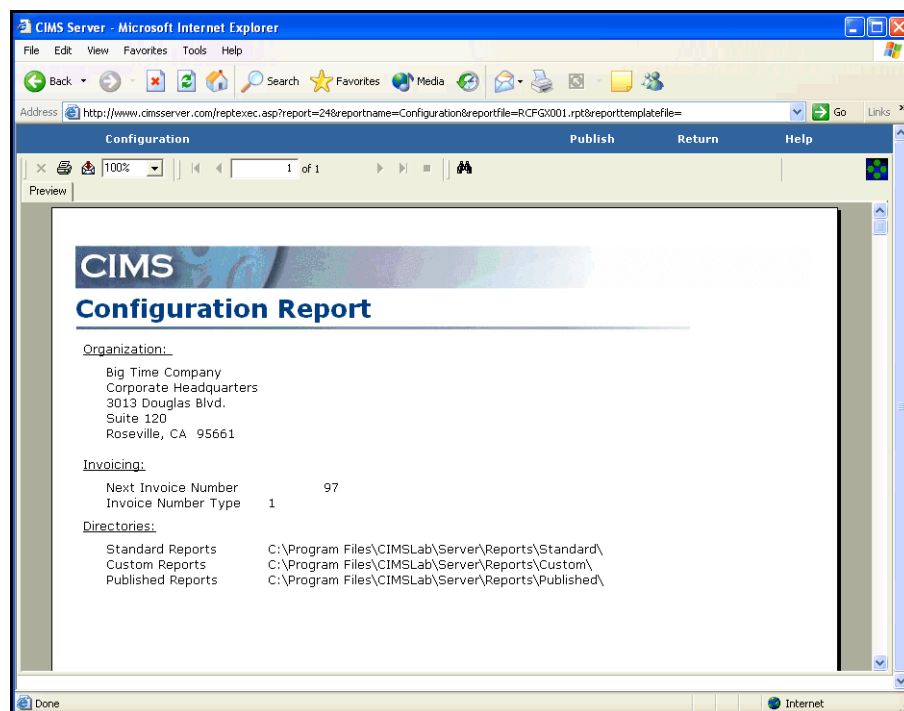 CIMS Server - Microsoft Internet Explorer
File Edit View Favorites Tools Help
Back Search Favorites Media
Address http://www.cimsserver.com/reptexec.asp?report=24&reportname=Configuration&reportfile=RCFGX001.rpt&reporttemplatefile= Go Links »
Configuration Publish Return Help
100% 1 of 1
Preview
CIMS
Configuration Report
Organization:
Big Time Company
Corporate Headquarters
3013 Douglas Blvd.
Suite 120
Roseville, CA 95661
Invoicing:
Next Invoice Number 97
Invoice Number Type 1
Directories:
Standard Reports C:\Program Files\CIMSLab\Server\Reports\Standard\
Custom Reports C:\Program Files\CIMSLab\Server\Reports\Custom\
Published Reports C:\Program Files\CIMSLab\Server\Reports\Published\
Done Internet